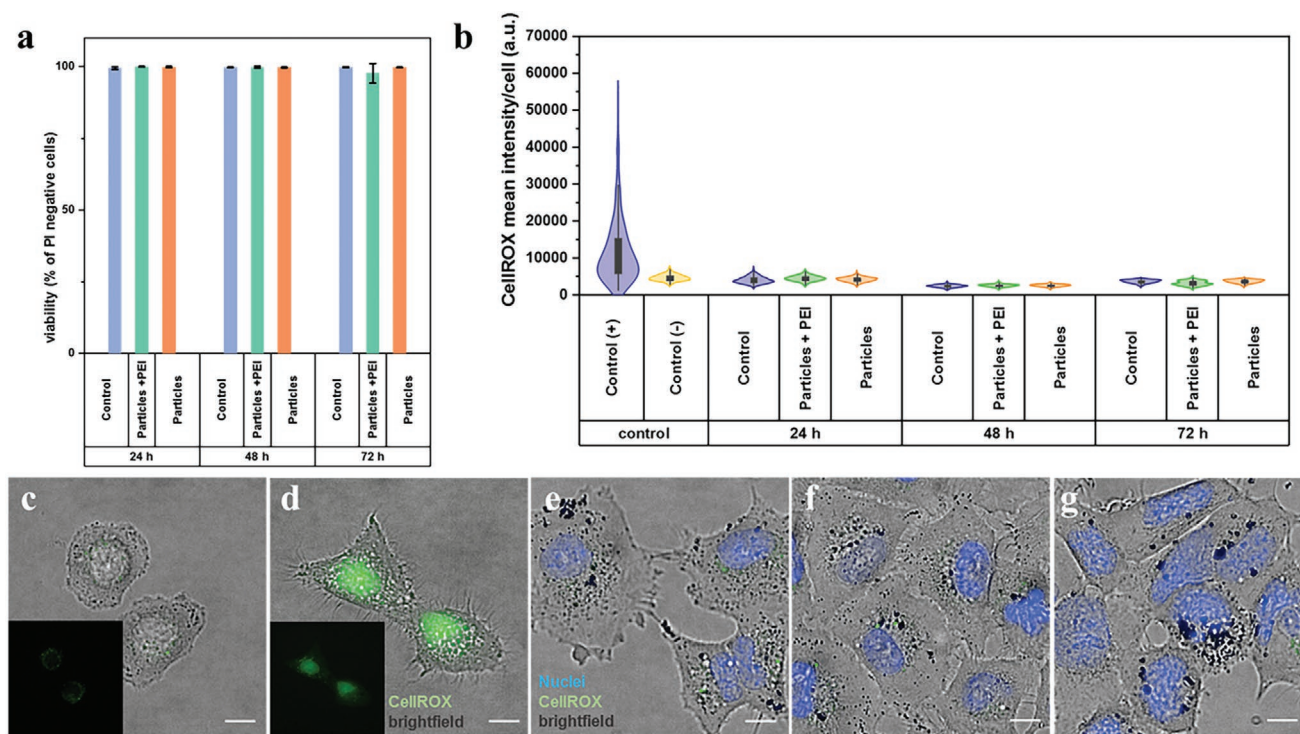 a
viability (% of PI negative cells)
100
50
0
Control
Particles +PEI
Particles
Control
Particles +PEI
Particles
Control
Particles +PEI
Particles
24 h
48 h
72 h
b
CellROX mean intensity/cell (a.u.)
70000
60000
50000
40000
30000
20000
10000
0
Control (+)
Control (-)
Control
Particles + PEI
Particles
Control
Particles + PEI
Particles
Control
Particles + PEI
Particles
control
24 h
48 h
72 h
c
d
CellROX
brightfield
e
Nuclei
CellROX
brightfield
f
g